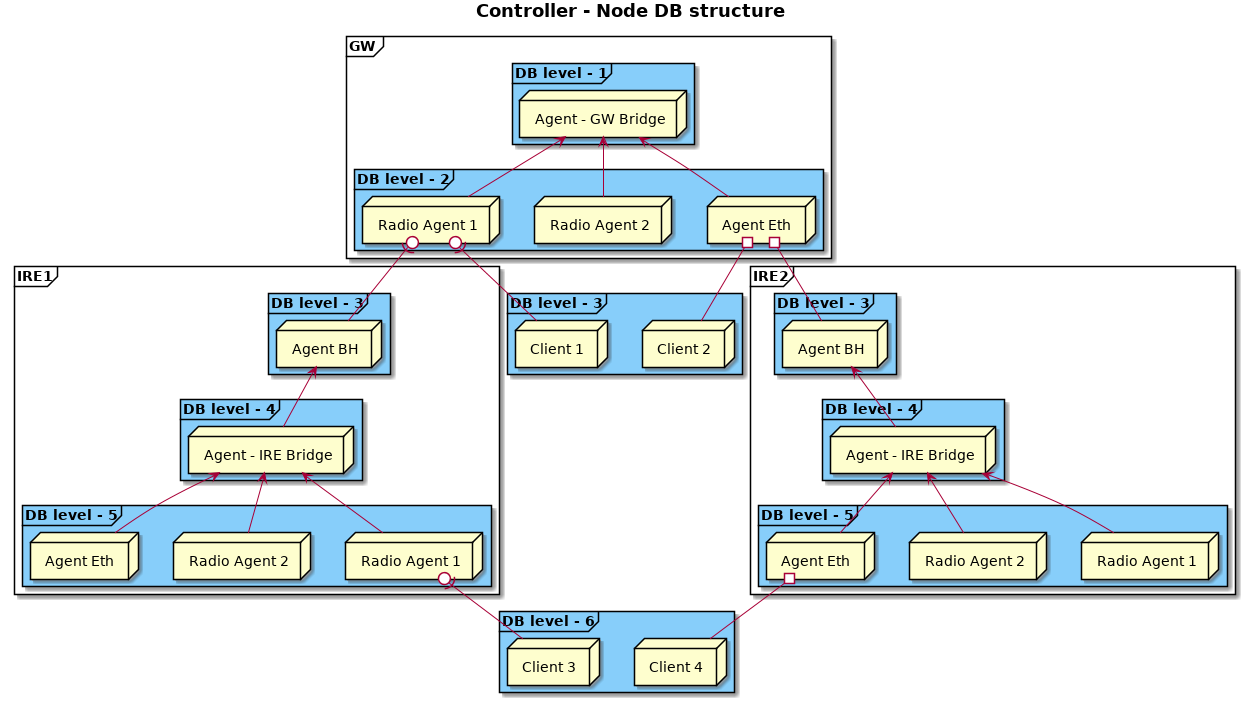 Controller - Node DB structure
GW
DB level - 1
Agent - GW Bridge
DB level - 2
Radio Agent 1
Radio Agent 2
Agent Eth
IRE1
DB level - 3
Agent BH
DB level - 4
Agent - IRE Bridge
DB level - 5
Agent Eth
Radio Agent 2
Radio Agent 1
DB level - 3
Client 1
Client 2
IRE2
DB level - 3
Agent BH
DB level - 4
Agent - IRE Bridge
DB level - 5
Agent Eth
Radio Agent 2
Radio Agent 1
DB level - 6
Client 3
Client 4